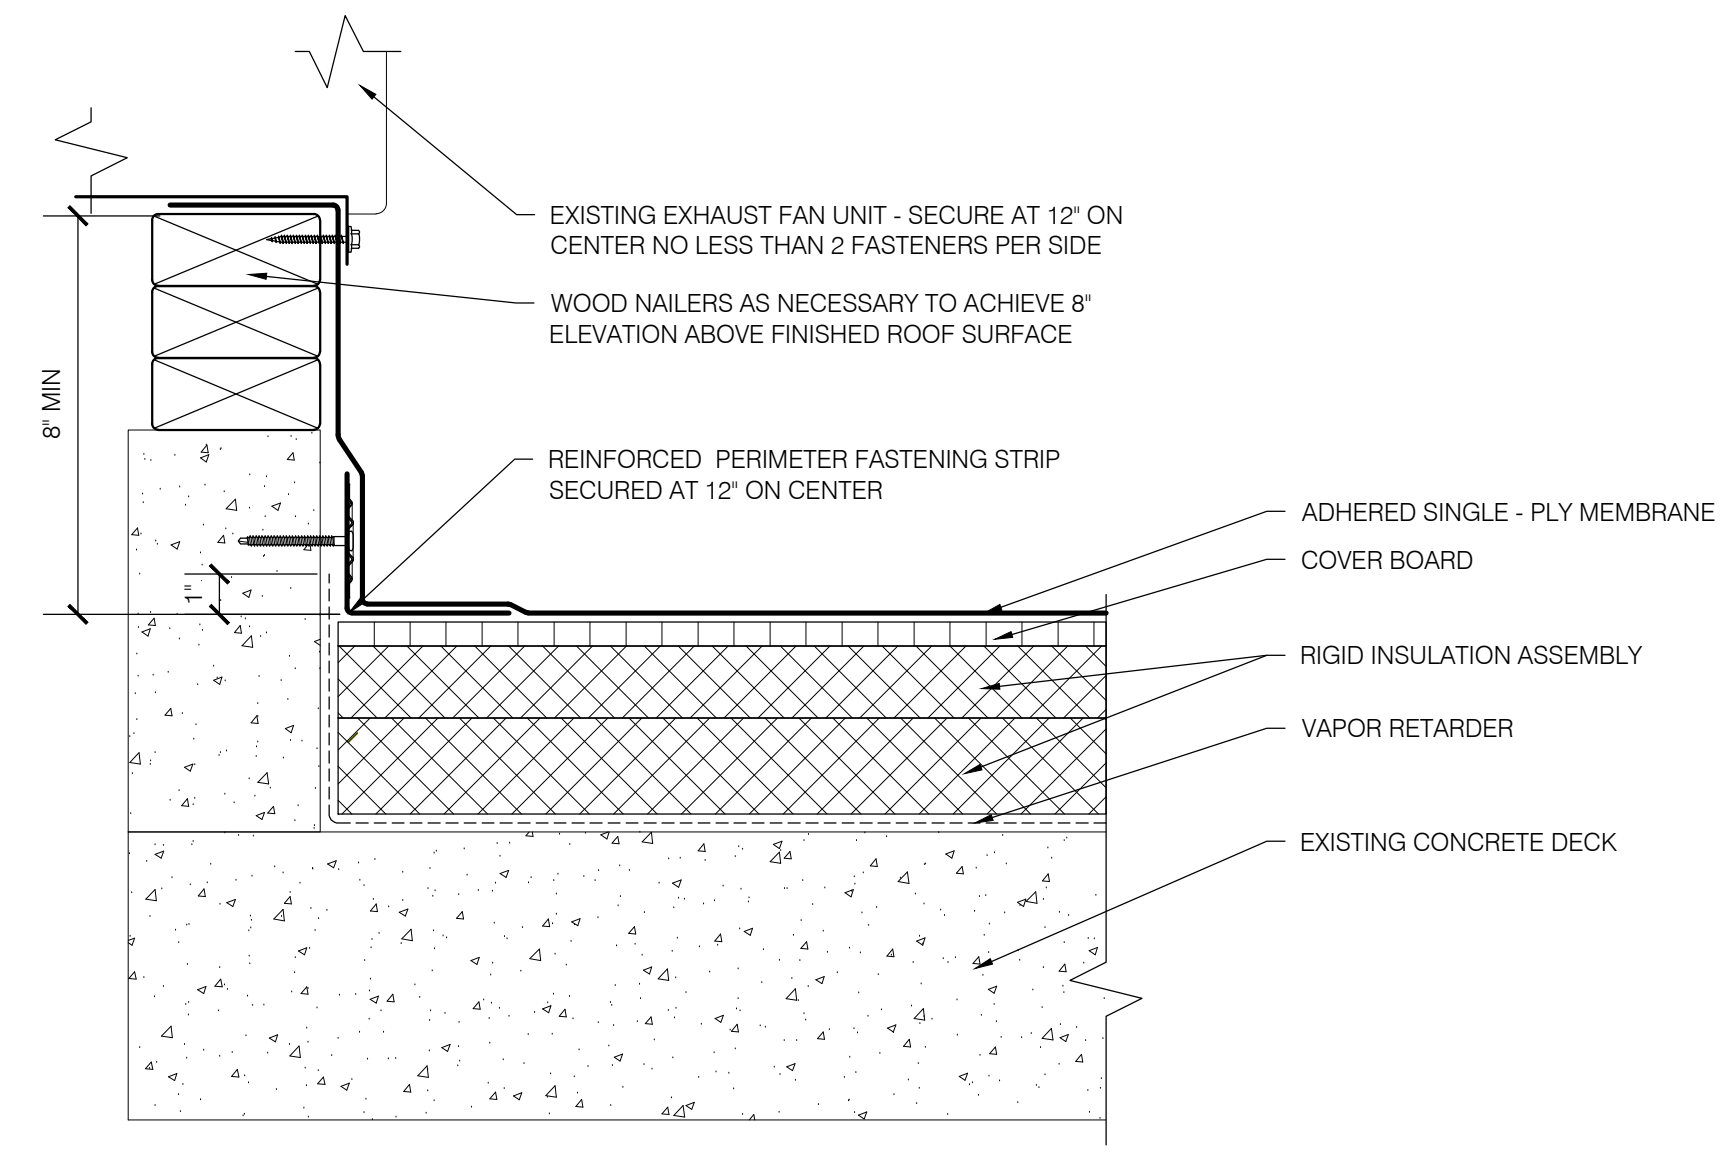 EXISTING EXHAUST FAN UNIT - SECURE AT 12" ON
CENTER NO LESS THAN 2 FASTENERS PER SIDE
WOOD NAILERS AS NECESSARY TO ACHIEVE 8"
ELEVATION ABOVE FINISHED ROOF SURFACE
8" MIN
REINFORCED PERIMETER FASTENING STRIP
SECURED AT 12" ON CENTER
1"
ADHERED SINGLE - PLY MEMBRANE
COVER BOARD
RIGID INSULATION ASSEMBLY
VAPOR RETARDER
EXISTING CONCRETE DECK